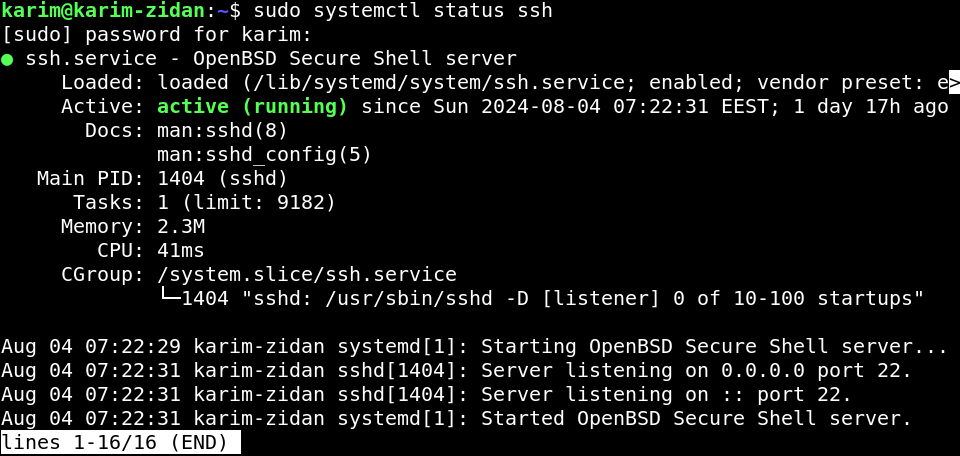 karim@karim-zidan:~$ sudo systemctl status ssh
[sudo] password for karim:
● ssh.service - OpenBSD Secure Shell server
     Loaded: loaded (/lib/systemd/system/ssh.service; enabled; vendor preset: e>
     Active: active (running) since Sun 2024-08-04 07:22:31 EEST; 1 day 17h ago
       Docs: man:sshd(8)
             man:sshd_config(5)
   Main PID: 1404 (sshd)
      Tasks: 1 (limit: 9182)
     Memory: 2.3M
        CPU: 41ms
     CGroup: /system.slice/ssh.service
             └─1404 "sshd: /usr/sbin/sshd -D [listener] 0 of 10-100 startups"

Aug 04 07:22:29 karim-zidan systemd[1]: Starting OpenBSD Secure Shell server...
Aug 04 07:22:31 karim-zidan sshd[1404]: Server listening on 0.0.0.0 port 22.
Aug 04 07:22:31 karim-zidan sshd[1404]: Server listening on :: port 22.
Aug 04 07:22:31 karim-zidan systemd[1]: Started OpenBSD Secure Shell server.
lines 1-16/16 (END)